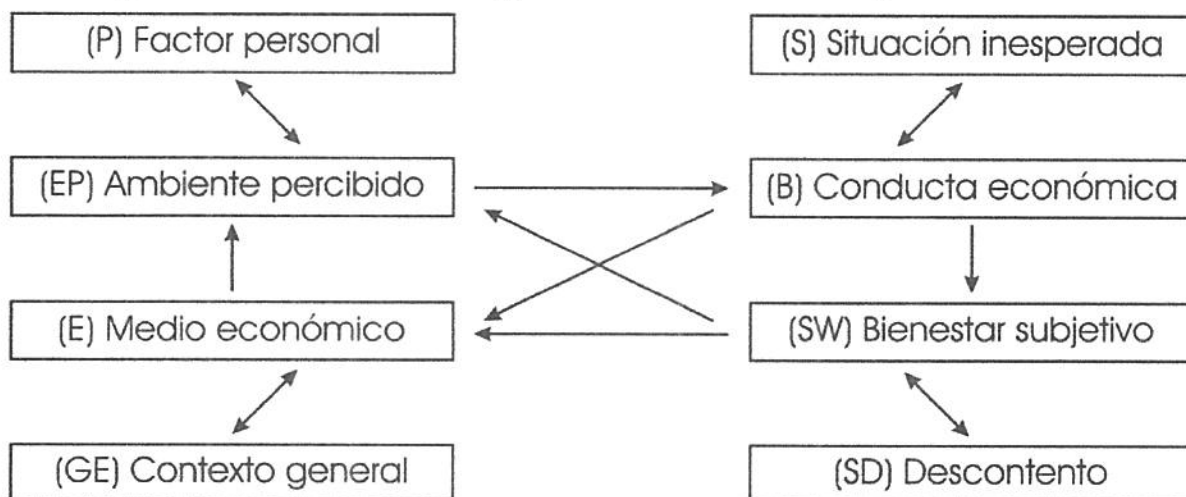 (P) Factor personal
(S) Situación inesperada
(EP) Ambiente percibido
(B) Conducta económica
(E) Medio económico
(SW) Bienestar subjetivo
(GE) Contexto general
(SD) Descontento